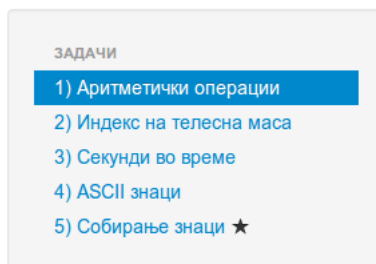 ЗАДАЧИ
1) Аритметички операции
2) Индекс на телесна маса
3) Секунди во време
4) ASCII знаци
5) Собирање знаци ★